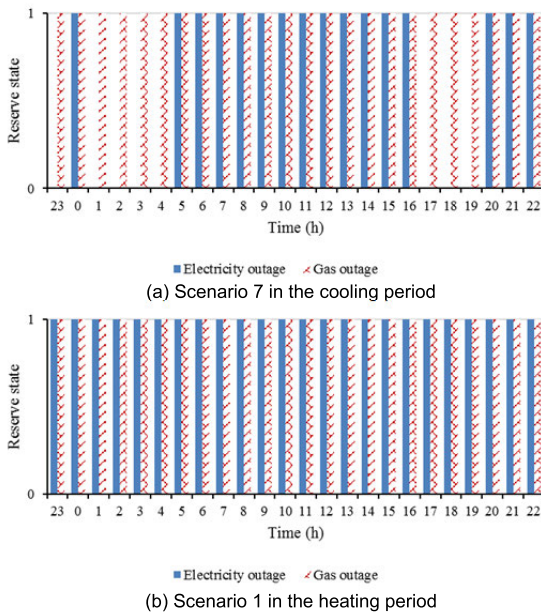 1
Reserve state
0
23 0 1 2 3 4 5 6 7 8 9 10 11 12 13 14 15 16 17 18 19 20 21 22
Time (h)
Electricity outage Gas outage
(a) Scenario 7 in the cooling period
1
Reserve state
0
23 0 1 2 3 4 5 6 7 8 9 10 11 12 13 14 15 16 17 18 19 20 21 22
Time (h)
Electricity outage Gas outage
(b) Scenario 1 in the heating period